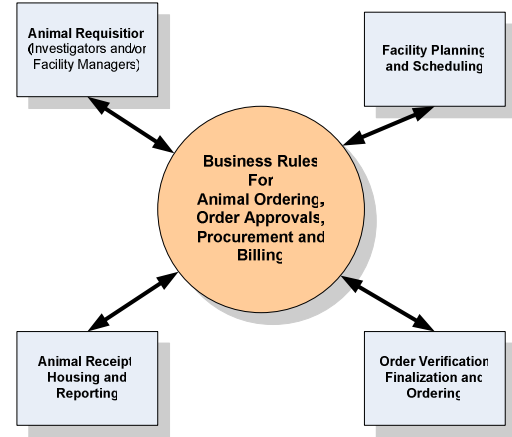 Animal Requisition
(Investigators and/or
Facility Managers)
Facility Planning
and Scheduling
Business Rules
For
Animal Ordering,
Order Approvals,
Procurement and
Billing
Animal Receipt
Housing and
Reporting
Order Verification
Finalization and
Ordering